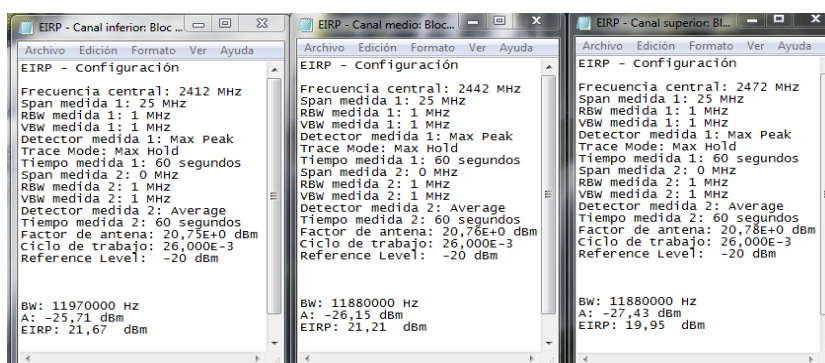 EIRP - Canal inferior: Bloc ...
Archivo Edición Formato Ver Ayuda
EIRP - Configuración
Frecuencia central: 2412 MHz
Span medida 1: 25 MHz
RBW medida 1: 1 MHz
VBW medida 1: 1 MHz
Detector medida 1: Max Peak
Trace Mode: Max Hold
Tiempo medida 1: 60 segundos
Span medida 2: 0 MHz
RBW medida 2: 1 MHz
VBW medida 2: 1 MHz
Detector medida 2: Average
Tiempo medida 2: 60 segundos
Factor de antena: 20,75E+0 dBm
Ciclo de trabajo: 26,000E-3
Reference Level: -20 dBm
BW: 11970000 Hz
A: -25,71 dBm
EIRP: 21,67 dBm
EIRP - Canal medio: Bloc...
Archivo Edición Formato Ver Ayuda
EIRP - Configuración
Frecuencia central: 2442 MHz
Span medida 1: 25 MHz
RBW medida 1: 1 MHz
VBW medida 1: 1 MHz
Detector medida 1: Max Peak
Trace Mode: Max Hold
Tiempo medida 1: 60 segundos
Span medida 2: 0 MHz
RBW medida 2: 1 MHz
VBW medida 2: 1 MHz
Detector medida 2: Average
Tiempo medida 2: 60 segundos
Factor de antena: 20,76E+0 dBm
Ciclo de trabajo: 26,000E-3
Reference Level: -20 dBm
BW: 11880000 Hz
A: -26,15 dBm
EIRP: 21,21 dBm
EIRP - Canal superior: Bl...
Archivo Edición Formato Ver Ayuda
EIRP - Configuración
Frecuencia central: 2472 MHz
Span medida 1: 25 MHz
RBW medida 1: 1 MHz
VBW medida 1: 1 MHz
Detector medida 1: Max Peak
Trace Mode: Max Hold
Tiempo medida 1: 60 segundos
Span medida 2: 0 MHz
RBW medida 2: 1 MHz
VBW medida 2: 1 MHz
Detector medida 2: Average
Tiempo medida 2: 60 segundos
Factor de antena: 20,78E+0 dBm
Ciclo de trabajo: 26,000E-3
Reference Level: -20 dBm
BW: 11880000 Hz
A: -27,43 dBm
EIRP: 19,95 dBm